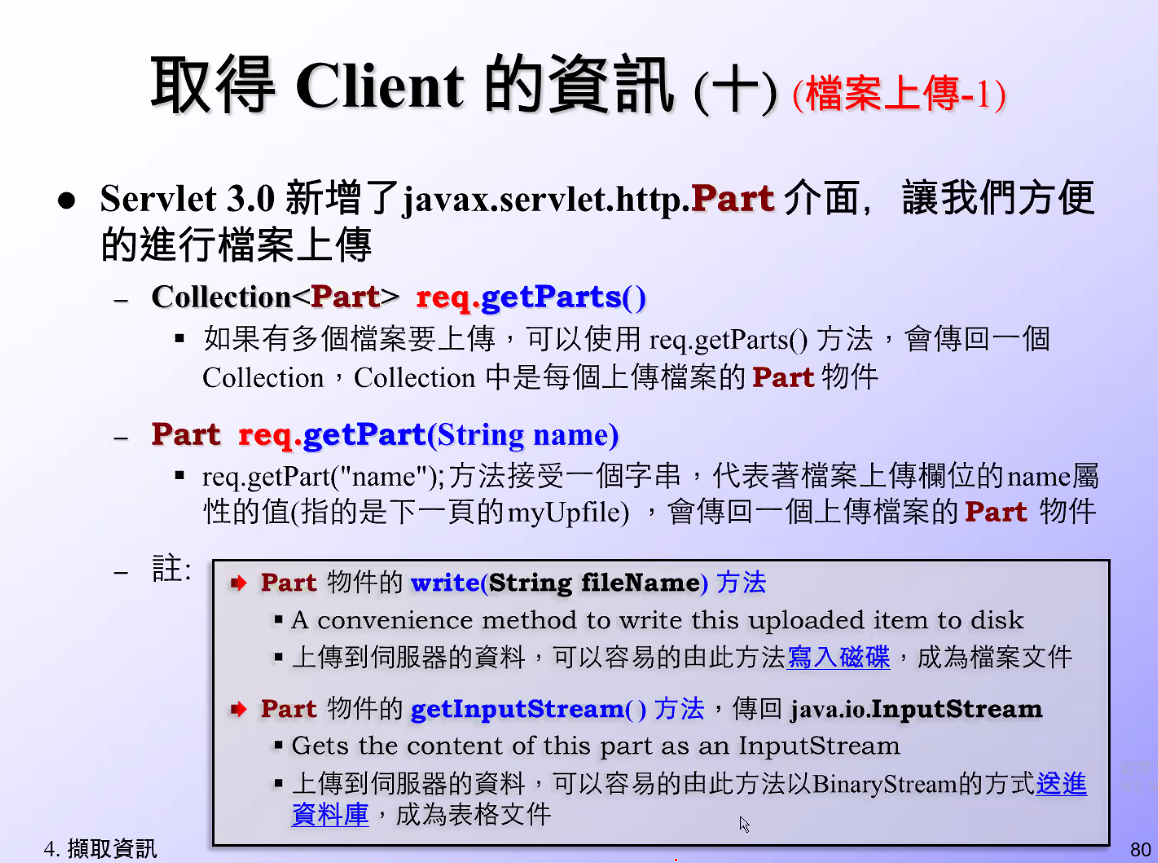 取得 Client 的資訊 (十) (檔案上傳-1)
● Servlet 3.0 新增了javax.servlet.http.Part 介面，讓我們方便
的進行檔案上傳
– Collection<Part> req.getParts()
▪ 如果有多個檔案要上傳，可以使用 req.getParts() 方法，會傳回一個
Collection，Collection 中是每個上傳檔案的 Part 物件
– Part req.getPart(String name)
▪ req.getPart("name");方法接受一個字串，代表著檔案上傳欄位的name屬
性的值(指的是下一頁的myUpfile) ，會傳回一個上傳檔案的 Part 物件
– 註:
Part 物件的 write(String fileName) 方法
▪ A convenience method to write this uploaded item to disk
▪ 上傳到伺服器的資料，可以容易的由此方法寫入磁碟，成為檔案文件
Part 物件的 getInputStream( ) 方法，傳回 java.io.InputStream
▪ Gets the content of this part as an InputStream
▪ 上傳到伺服器的資料，可以容易的由此方法以BinaryStream的方式送進
資料庫，成為表格文件
4. 擷取資訊
80